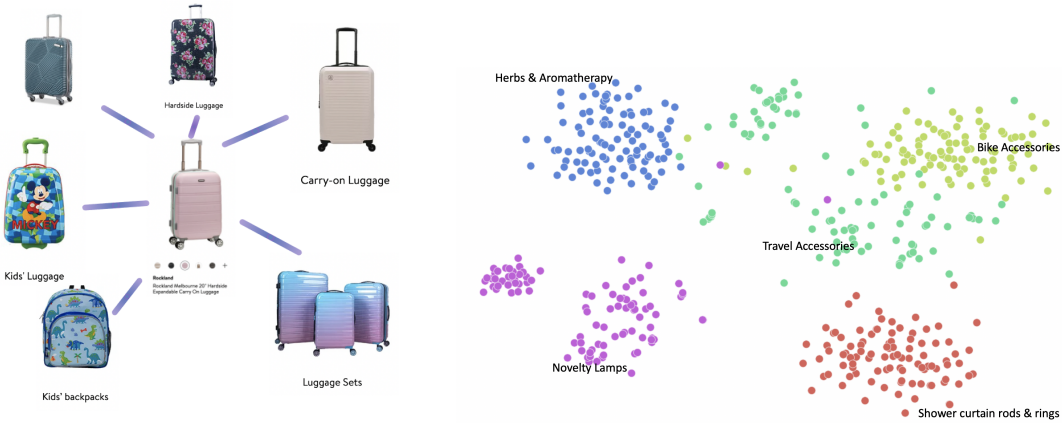 Hardside Luggage
Carry-on Luggage
MICKEY
Kids' Luggage
Rockland
Rockland Melbourne 20" Hardside
Expandable Carry On Luggage
Kids' backpacks
Luggage Sets
Herbs & Aromatherapy
Bike Accessories
Travel Accessories
Novelty Lamps
Shower curtain rods & rings